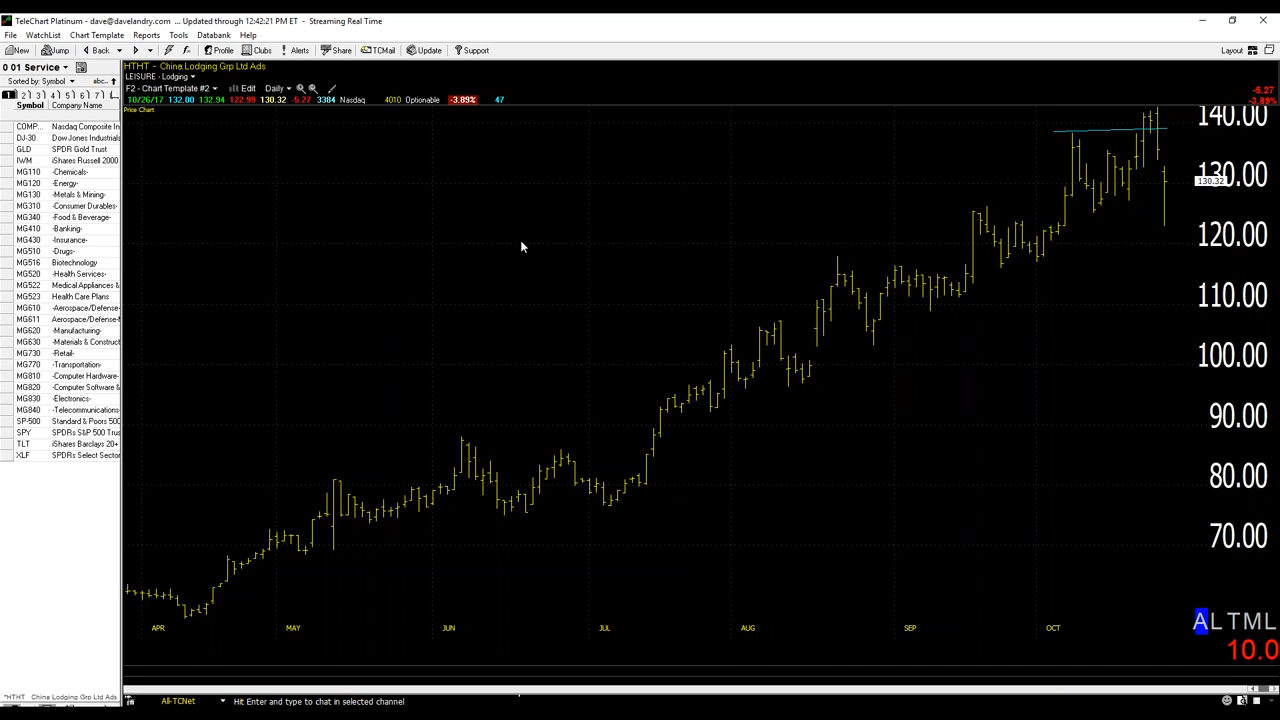 TeleChart Platinum - dave@davelandry.com ... Updated through 12:42:21 PM ET - Streaming Real Time
File WatchList Chart Template Reports Tools Databank Help
New Jump Back Profile Clubs Alerts Share TCMail Update Support Layout
0 01 Service
Sorted by: Symbol abc..
1 2 3 4 5 6 7
Symbol Company Name
COMP... Nasdaq Composite In
DJ-30 Dow Jones Industrials
GLD SPDR Gold Trust
IWM iShares Russell 2000
MG110 -Chemicals-
MG120 -Energy-
MG130 -Metals & Mining-
MG310 -Consumer Durables-
MG340 -Food & Beverage-
MG410 -Banking-
MG430 -Insurance-
MG510 -Drugs-
MG516 Biotechnology
MG520 -Health Services-
MG522 Medical Appliances &
MG523 Health Care Plans
MG610 -Aerospace/Defense-
MG611 Aerospace/Defense-M
MG620 -Manufacturing-
MG630 -Materials & Construct
MG730 -Retail-
MG770 -Transportation-
MG810 -Computer Hardware-
MG820 -Computer Software &
MG830 -Electronics-
MG840 -Telecommunications-
SP-500 Standard & Poors 500
SPY SPDRs S&P 500 Trus
TLT iShares Barclays 20+
XLF SPDRs Select Sector
*HTHT China Lodging Grp Ltd Ads
HTHT - China Lodging Grp Ltd Ads
LEISURE - Lodging
F2 - Chart Template #2 Edit Daily
10/26/17 132.00 132.94 122.99 130.32 -5.27 3384 Nasdaq 4010 Optionable -3.89% 47
-5.27
-3.89%
Price Chart
140.00
130.00
130.32
120.00
110.00
100.00
90.00
80.00
70.00
APR MAY JUN JUL AUG SEP OCT
ALTML
10.0
All-TCNet Hit Enter and type to chat in selected channel